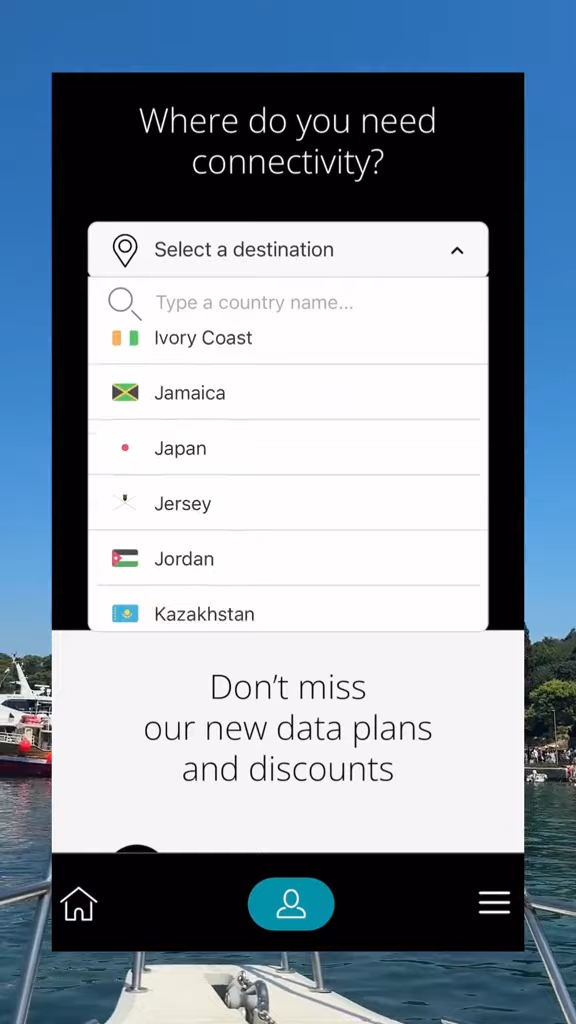 Where do you need
connectivity?
Select a destination
Type a country name...
Ivory Coast
Jamaica
Japan
Jersey
Jordan
Kazakhstan
Don't miss
our new data plans
and discounts